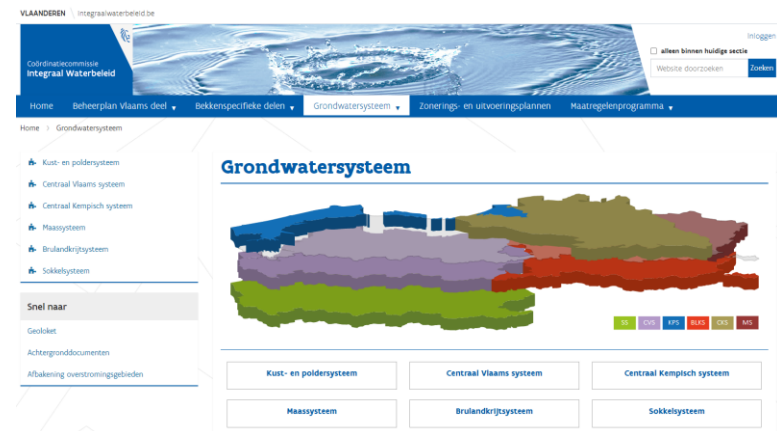 VLAANDEREN \ integraalwaterbeleid.be
Coördinatiecommissie
Integraal Waterbeleid
Inloggen
alleen binnen huidige sectie
Website doorzoeken
Zoeken
Home Beheerplan Vlaams deel Bekkenspecifieke delen Grondwatersysteem Zonerings- en uitvoeringsplannen Maatregelenprogramma
Home › Grondwatersysteem
Kust- en poldersysteem
Centraal Vlaams systeem
Centraal Kempisch systeem
Maassysteem
Brulandkrijtsysteem
Sokkelsysteem
Snel naar
Geoloket
Achtergronddocumenten
Afbakening overstromingsgebieden
Grondwatersysteem
SS CVS KPS BLKS CKS MS
Kust- en poldersysteem Centraal Vlaams systeem Centraal Kempisch systeem
Maassysteem Brulandkrijtsysteem Sokkelsysteem